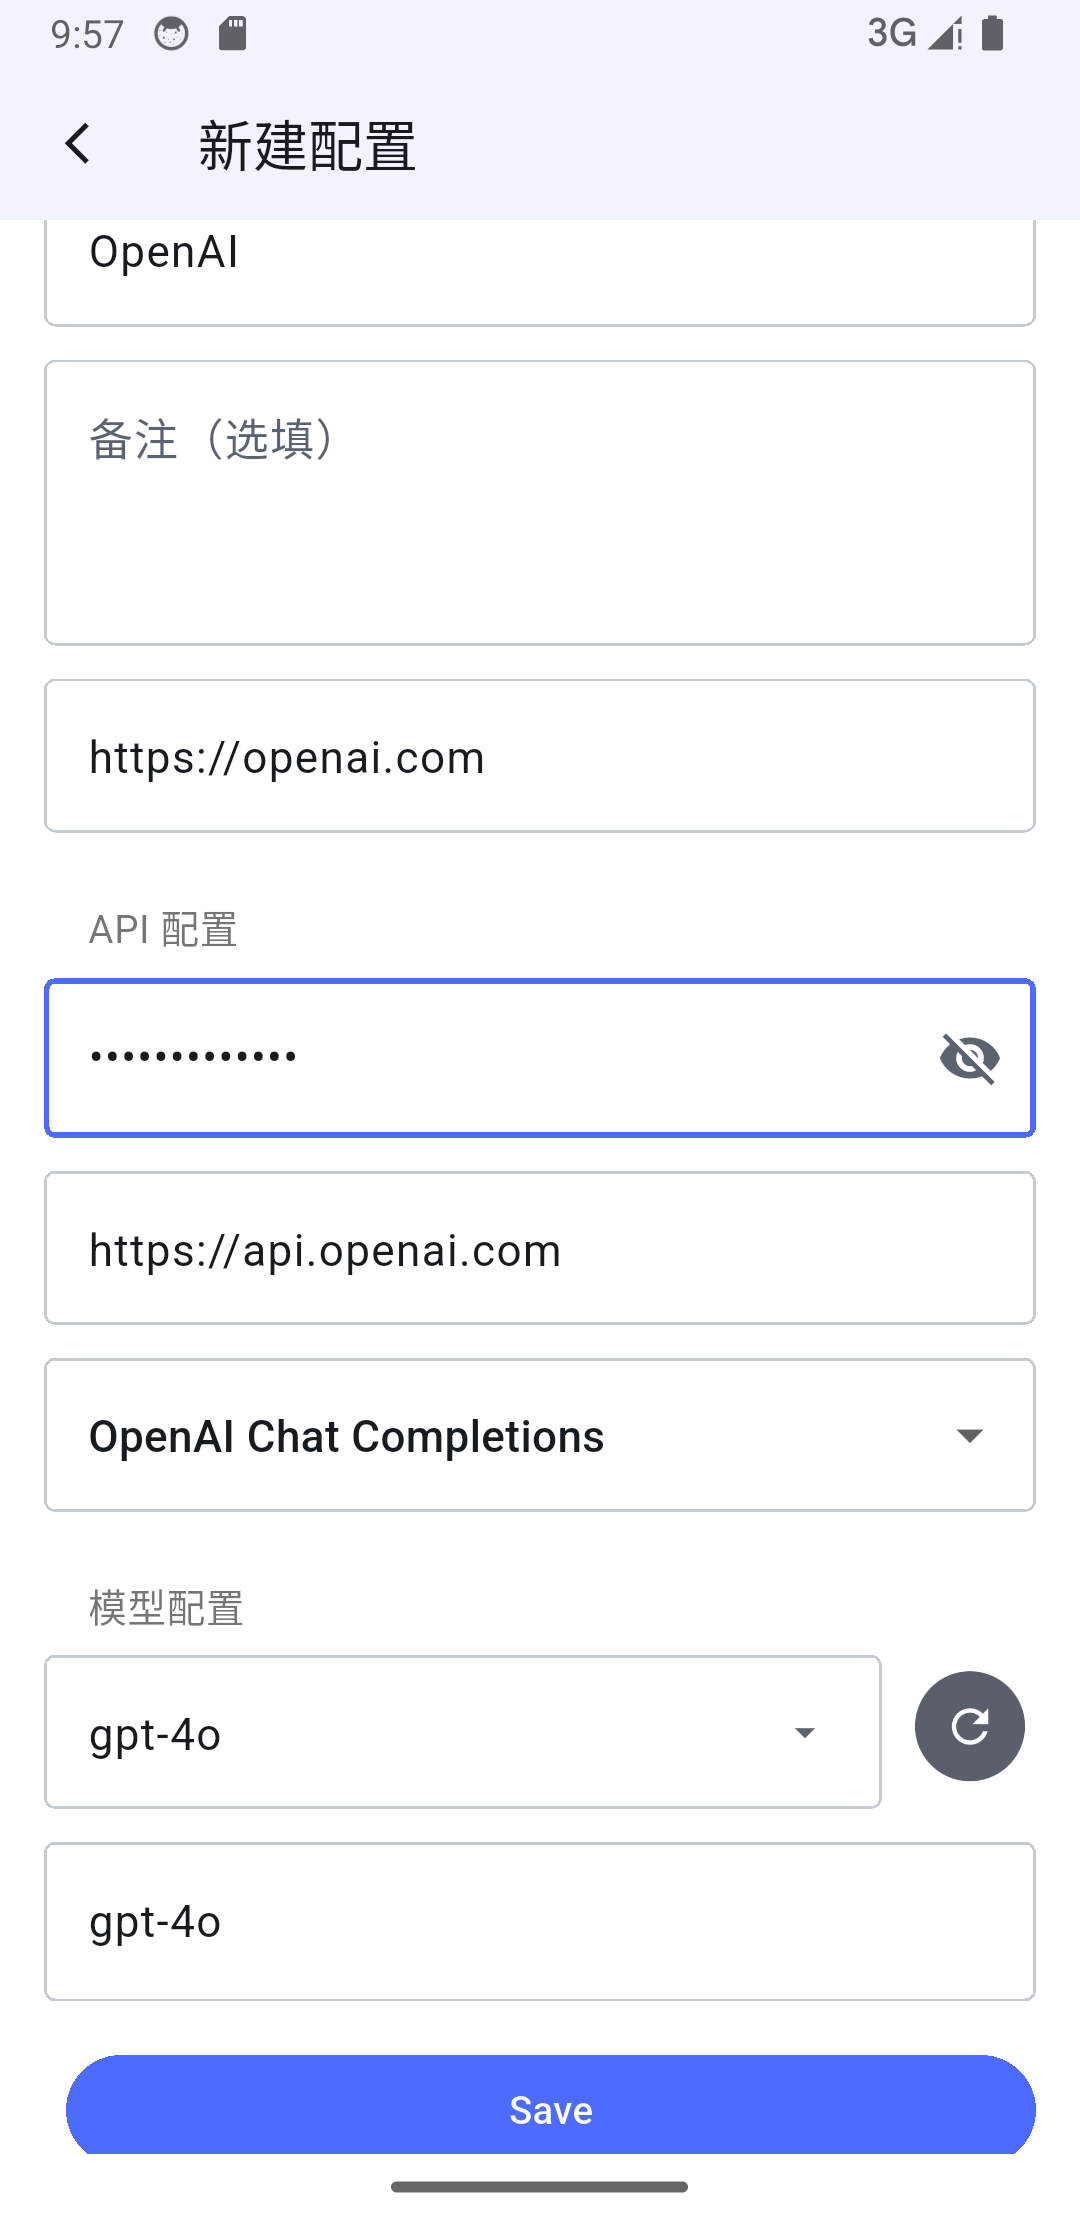 9:57
3G
新建配置
OpenAI
备注（选填）
https://openai.com
API 配置
•••••••••••••
https://api.openai.com
OpenAI Chat Completions
模型配置
gpt-4o
gpt-4o
Save